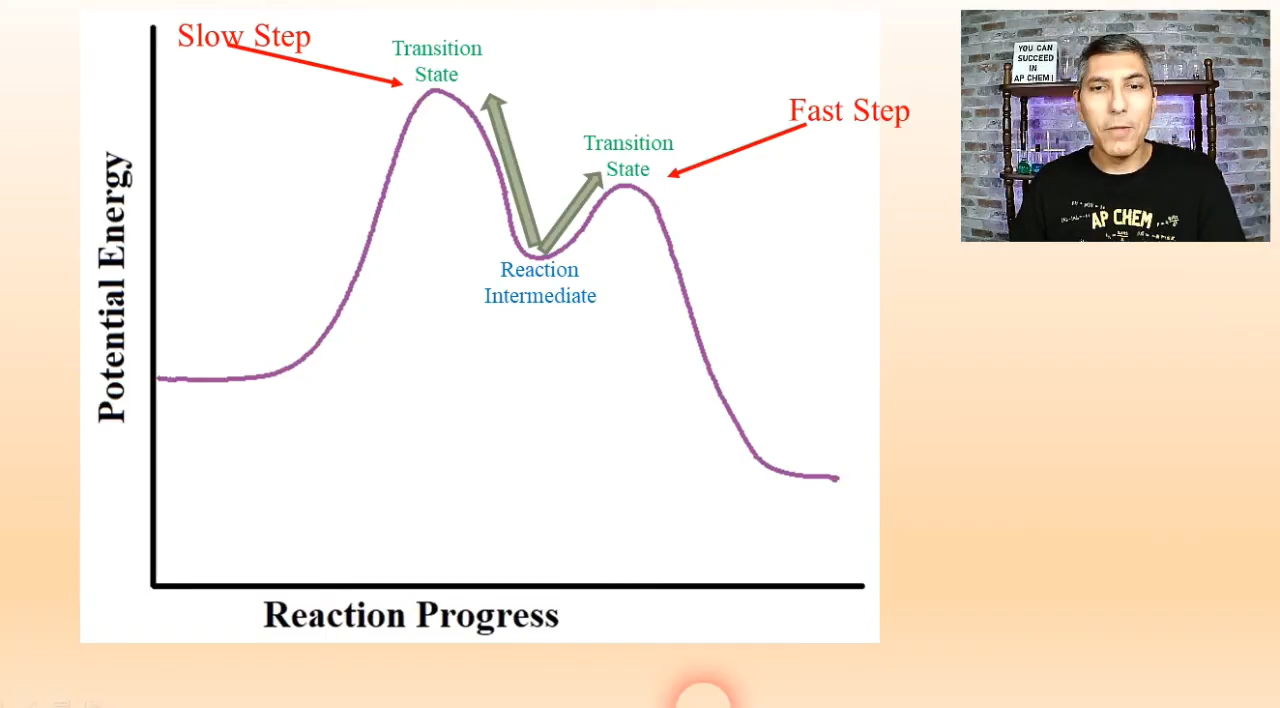 Slow Step
Transition
State
Fast Step
Transition
State
Reaction
Intermediate
Potential Energy
Reaction Progress
YOU CAN
SUCCEED
IN
AP CHEM!
AP CHEM